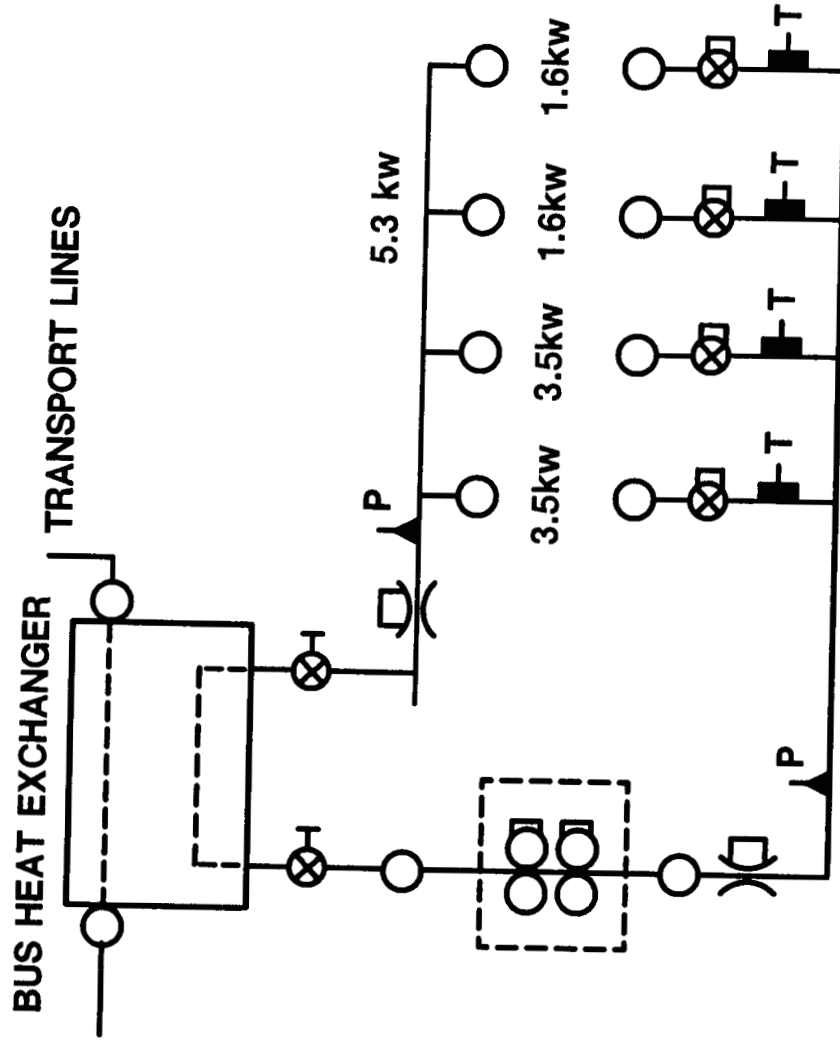 BUS HEAT EXCHANGER
TRANSPORT LINES
5.3 kw
P
3.5kw
3.5kw
1.6kw
1.6kw
P
T
T
T
T